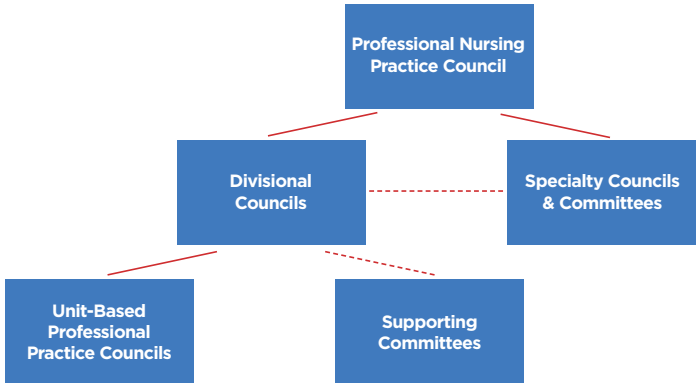 Professional Nursing
Practice Council
Divisional
Councils
Specialty Councils
& Committees
Unit-Based
Professional
Practice Councils
Supporting
Committees